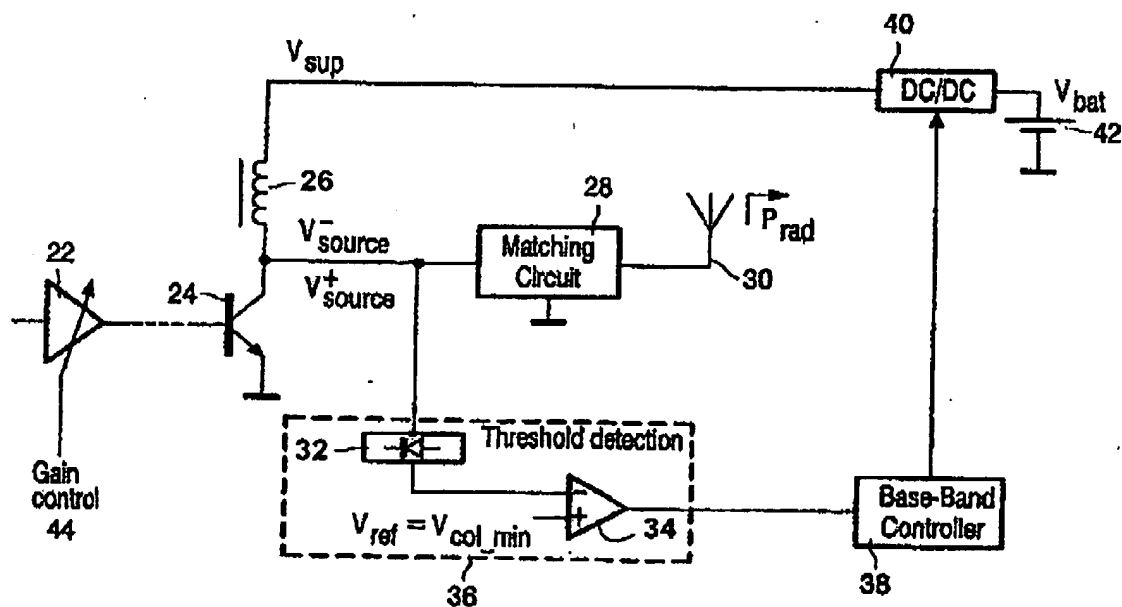 40
V_sup
DC/DC
V_bat
42
26
28
P_rad
V⁻_source
Matching
Circuit
22
V⁺_source
30
24
32
Threshold detection
Gain
control
44
V_ref = V_col_min
34
Base-Band
Controller
36
38